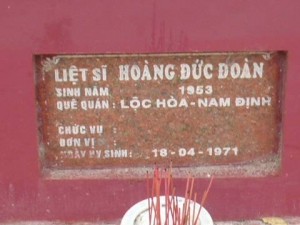 LIỆT SĨ HOÀNG ĐỨC ĐOÀN
SINH NĂM 1953
QUÊ QUÁN : LỘC HÒA - NAM ĐỊNH
CHỨC VỤ :
ĐƠN VỊ :
NGÀY HY SINH : 18-04-1971